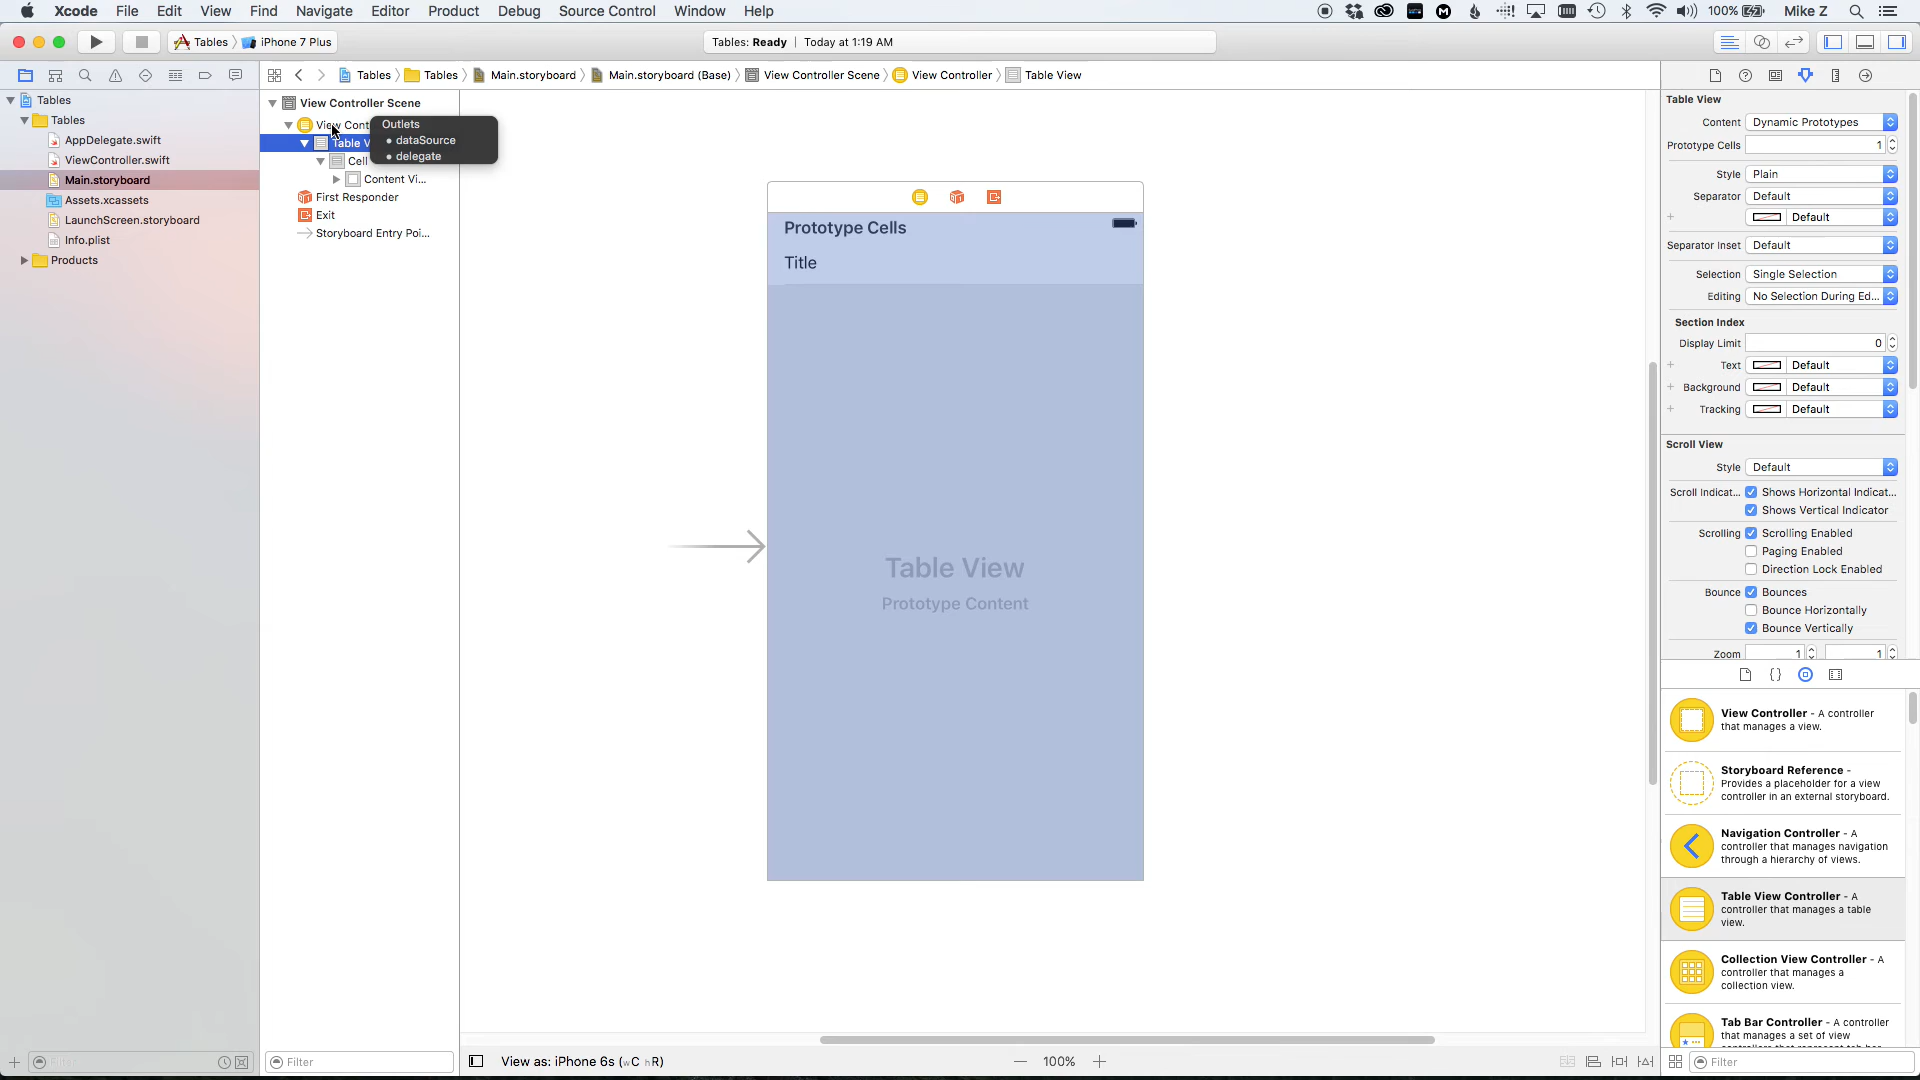 Xcode File Edit View Find Navigate Editor Product Debug Source Control Window Help
100% Mike Z
Tables iPhone 7 Plus
Tables: Ready | Today at 1:19 AM
Tables Tables Main.storyboard Main.storyboard (Base) View Controller Scene View Controller Table View
Tables
Tables
AppDelegate.swift
ViewController.swift
Main.storyboard
Assets.xcassets
LaunchScreen.storyboard
Info.plist
Products
Filter
View Controller Scene
View Cont
Table V
Cell
Content Vi...
First Responder
Exit
Storyboard Entry Poi...
Filter
Outlets
dataSource
delegate
Prototype Cells
Title
Table View
Prototype Content
View as: iPhone 6s (wC hR)
100%
Table View
Content Dynamic Prototypes
Prototype Cells 1
Style Plain
Separator Default
Default
Separator Inset Default
Selection Single Selection
Editing No Selection During Ed...
Section Index
Display Limit 0
Text Default
Background Default
Tracking Default
Scroll View
Style Default
Scroll Indicat... Shows Horizontal Indicat...
Shows Vertical Indicator
Scrolling Scrolling Enabled
Paging Enabled
Direction Lock Enabled
Bounce Bounces
Bounce Horizontally
Bounce Vertically
Zoom 1 1
View Controller - A controller
that manages a view.
Storyboard Reference -
Provides a placeholder for a view
controller in an external storyboard.
Navigation Controller - A
controller that manages navigation
through a hierarchy of views.
Table View Controller - A
controller that manages a table
view.
Collection View Controller - A
controller that manages a
collection view.
Tab Bar Controller - A controller
that manages a set of view
Filter